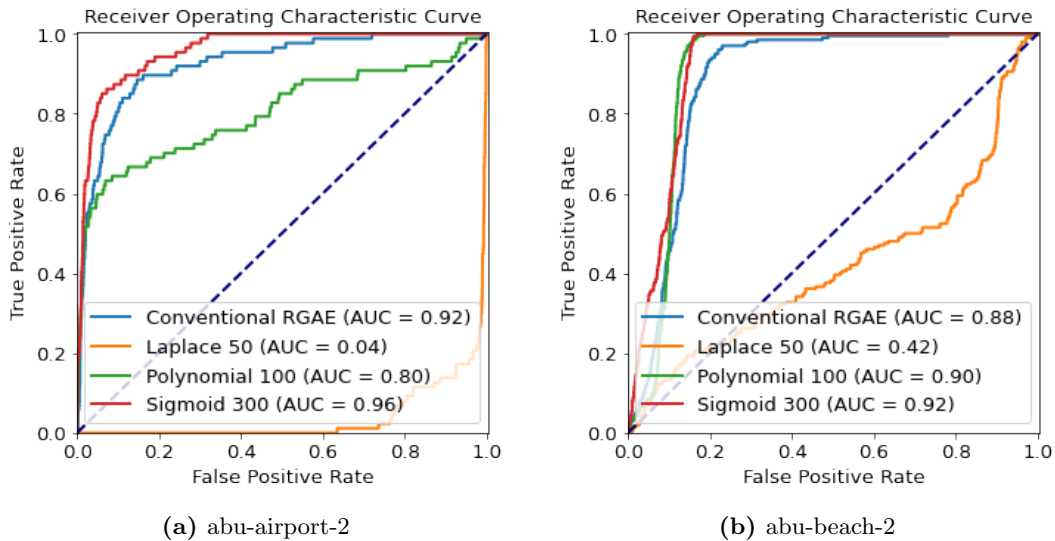 Receiver Operating Characteristic Curve
1.0
0.8
0.6
0.4
0.2
0.0
True Positive Rate
Conventional RGAE (AUC = 0.92)
Laplace 50 (AUC = 0.04)
Polynomial 100 (AUC = 0.80)
Sigmoid 300 (AUC = 0.96)
0.0 0.2 0.4 0.6 0.8 1.0
False Positive Rate
(a) abu-airport-2
Receiver Operating Characteristic Curve
1.0
0.8
0.6
0.4
0.2
0.0
True Positive Rate
Conventional RGAE (AUC = 0.88)
Laplace 50 (AUC = 0.42)
Polynomial 100 (AUC = 0.90)
Sigmoid 300 (AUC = 0.92)
0.0 0.2 0.4 0.6 0.8 1.0
False Positive Rate
(b) abu-beach-2